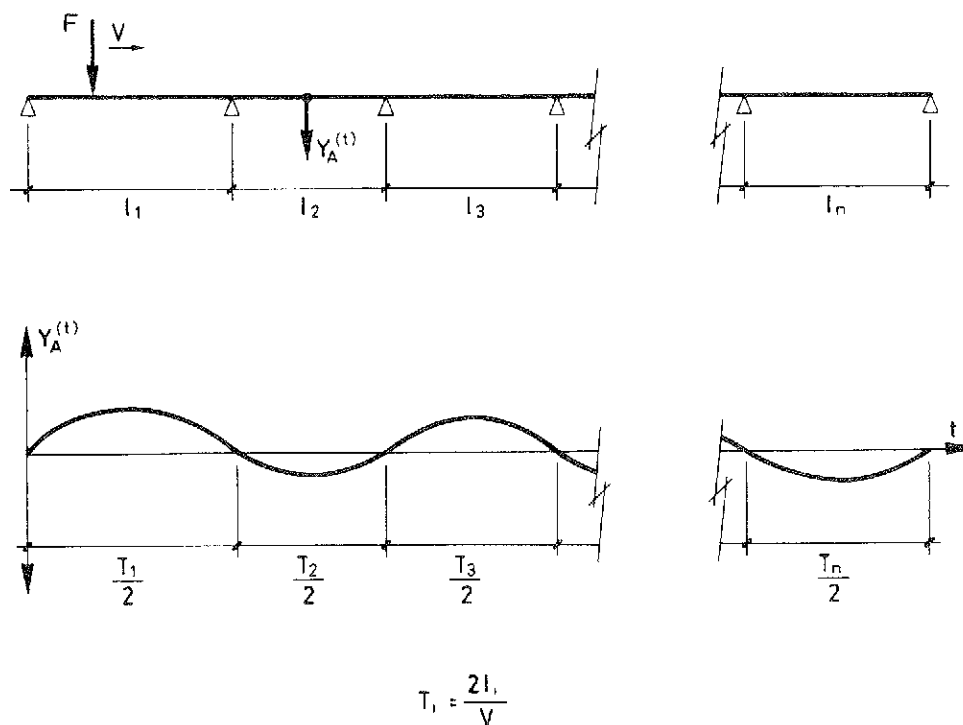 F
V
Y_A^(t)
l_1 l_2 l_3 l_n
Y_A^(t)
t
T_1/2 T_2/2 T_3/2 T_n/2
T_i = 2l_i/V